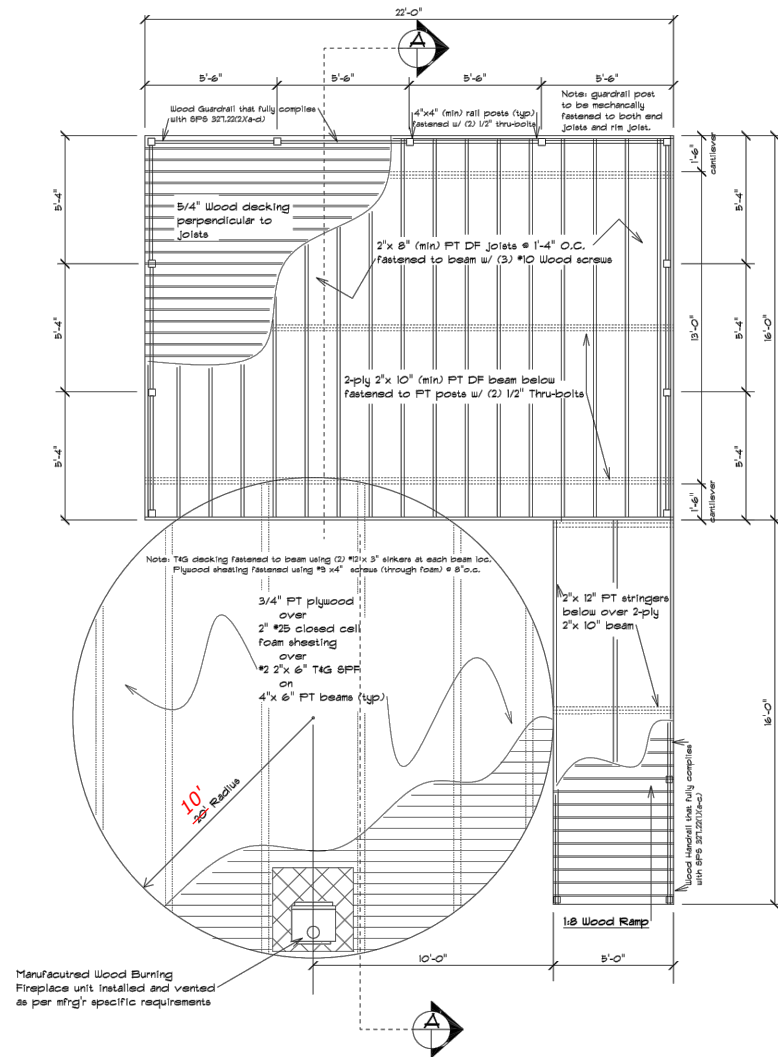 22'-0"
A
5'-6"
5'-6"
5'-6"
5'-6"
Wood Guardrail that fully complies
with SPS 327.22(2)(a-d)
4"x4" (min) rail posts (typ)
fastened w/ (2) 1/2" thru-bolts
Note: guardrail post
to be mechancally
fastened to both end
joists and rim joist.
1'-6"
cantilever
5'-4"
5'-4"
5/4" Wood decking
perpendicular to
joists
2"x 8" (min) PT DF joists @ 1'-4" O.C.
fastened to beam w/ (3) #10 Wood screws
5'-4"
13'-0"
5'-4"
16'-0"
2-ply 2"x 10" (min) PT DF beam below
fastened to PT posts w/ (2) 1/2" Thru-bolts
5'-4"
5'-4"
1'-6"
cantilever
Note: T&G decking fastened to beam using (2) #12 x 3" sinkers at each beam loc.
Plywood sheating fastened using #9 x4" screws (through foam) @ 8"o.c.
3/4" PT plywood
over
2" #25 closed cell
foam sheeting
over
#2 2"x 6" T&G SPF
on
4"x 6" PT beams (typ)
2"x 12" PT stringers
below over 2-ply
2"x 10" beam
16'-0"
10'
20' Radius
Wood Handrail that fully complies
with SPS 327.22(1)(a-c)
1:8 Wood Ramp
10'-0"
5'-0"
Manufacutred Wood Burning
Fireplace unit installed and vented
as per mfrg'r specific requirements
A